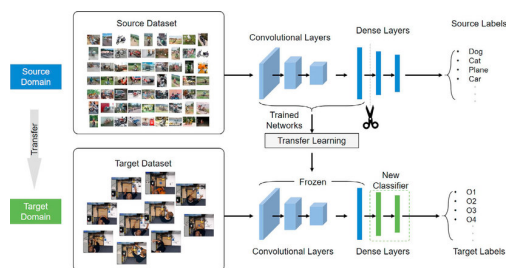 Source Dataset
Source Labels
Dense Layers
Convolutional Layers
Dog
Cat
Plane
Car
Source
Domain
Trained
Networks
Transfer Learning
Transfer
Target Dataset
New
Classifier
Frozen
Target
Domain
O1
O2
O3
O4
Convolutional Layers
Dense Layers
Target Labels